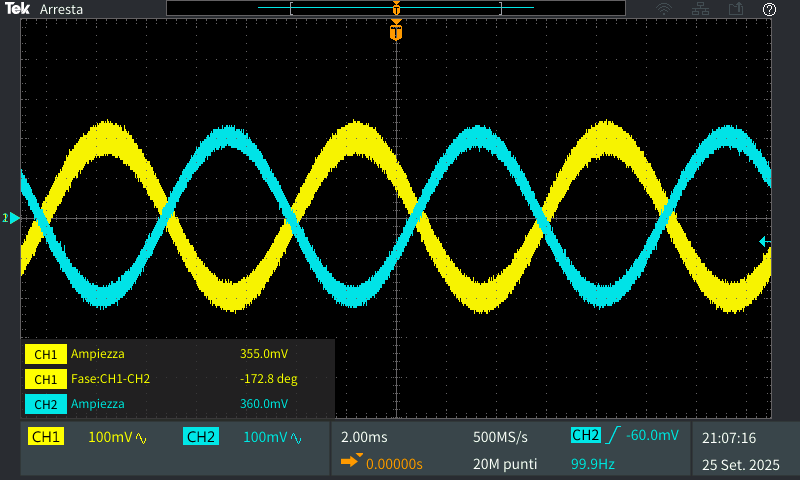 Tek Arresta
T
T
?
CH1 Ampiezza 355.0mV
CH1 Fase:CH1-CH2 -172.8 deg
CH2 Ampiezza 360.0mV
CH1 100mV CH2 100mV 2.00ms 500MS/s CH2 -60.0mV 21:07:16
0.00000s 20M punti 99.9Hz 25 Set. 2025